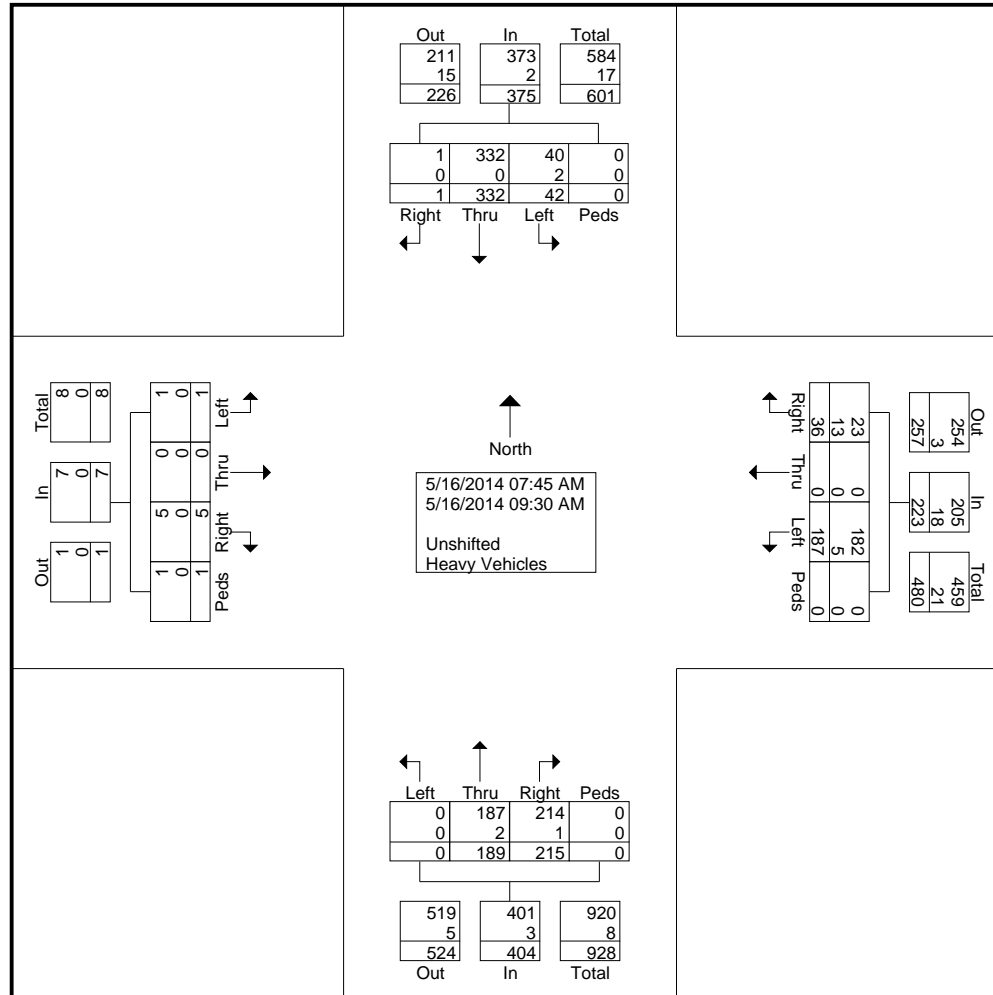 Out In Total
211 373 584
15 2 17
226 375 601
1 332 40 0
0 0 2 0
1 332 42 0
Right Thru Left Peds
Total
8 0 8
In
7 0 7
Out
1 0 1
Left
1 0 1
Thru
0 0 0
Right
5 0 5
Peds
1 0 1
North
5/16/2014 07:45 AM
5/16/2014 09:30 AM
Unshifted
Heavy Vehicles
Right
23
13
36
Thru
0
0
0
Left
182
5
187
Peds
0
0
0
Out
254
3
257
In
205
18
223
Total
459
21
480
Left Thru Right Peds
0 187 214 0
0 2 1 0
0 189 215 0
519 401 920
5 3 8
524 404 928
Out In Total